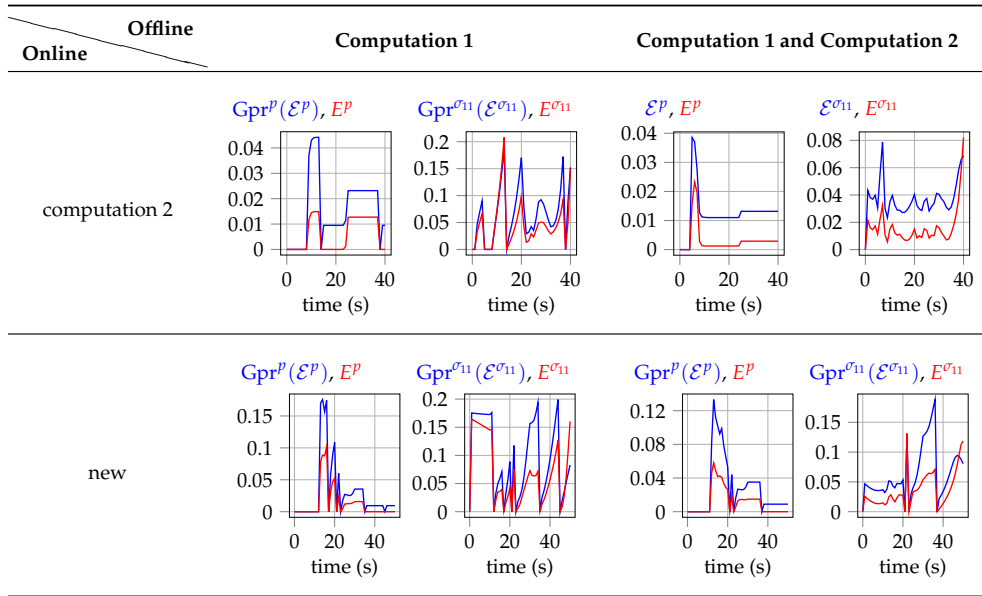 Offline
Online
Computation 1
Computation 1 and Computation 2
computation 2
Gpr^p(ℰ^p), E^p
0.04
0.03
0.02
0.01
0
0 20 40
time (s)
Gpr^σ11(ℰ^σ11), E^σ11
0.2
0.15
0.1
0.05
0
0 20 40
time (s)
ℰ^p, E^p
0.04
0.03
0.02
0.01
0
0 20 40
time (s)
ℰ^σ11, E^σ11
0.08
0.06
0.04
0.02
0
0 20 40
time (s)
new
Gpr^p(ℰ^p), E^p
0.15
0.1
0.05
0
0 20 40
time (s)
Gpr^σ11(ℰ^σ11), E^σ11
0.2
0.15
0.1
0.05
0
0 20 40
time (s)
Gpr^p(ℰ^p), E^p
0.12
0.08
0.04
0
0 20 40
time (s)
Gpr^σ11(ℰ^σ11), E^σ11
0.15
0.1
0.05
0
0 20 40
time (s)